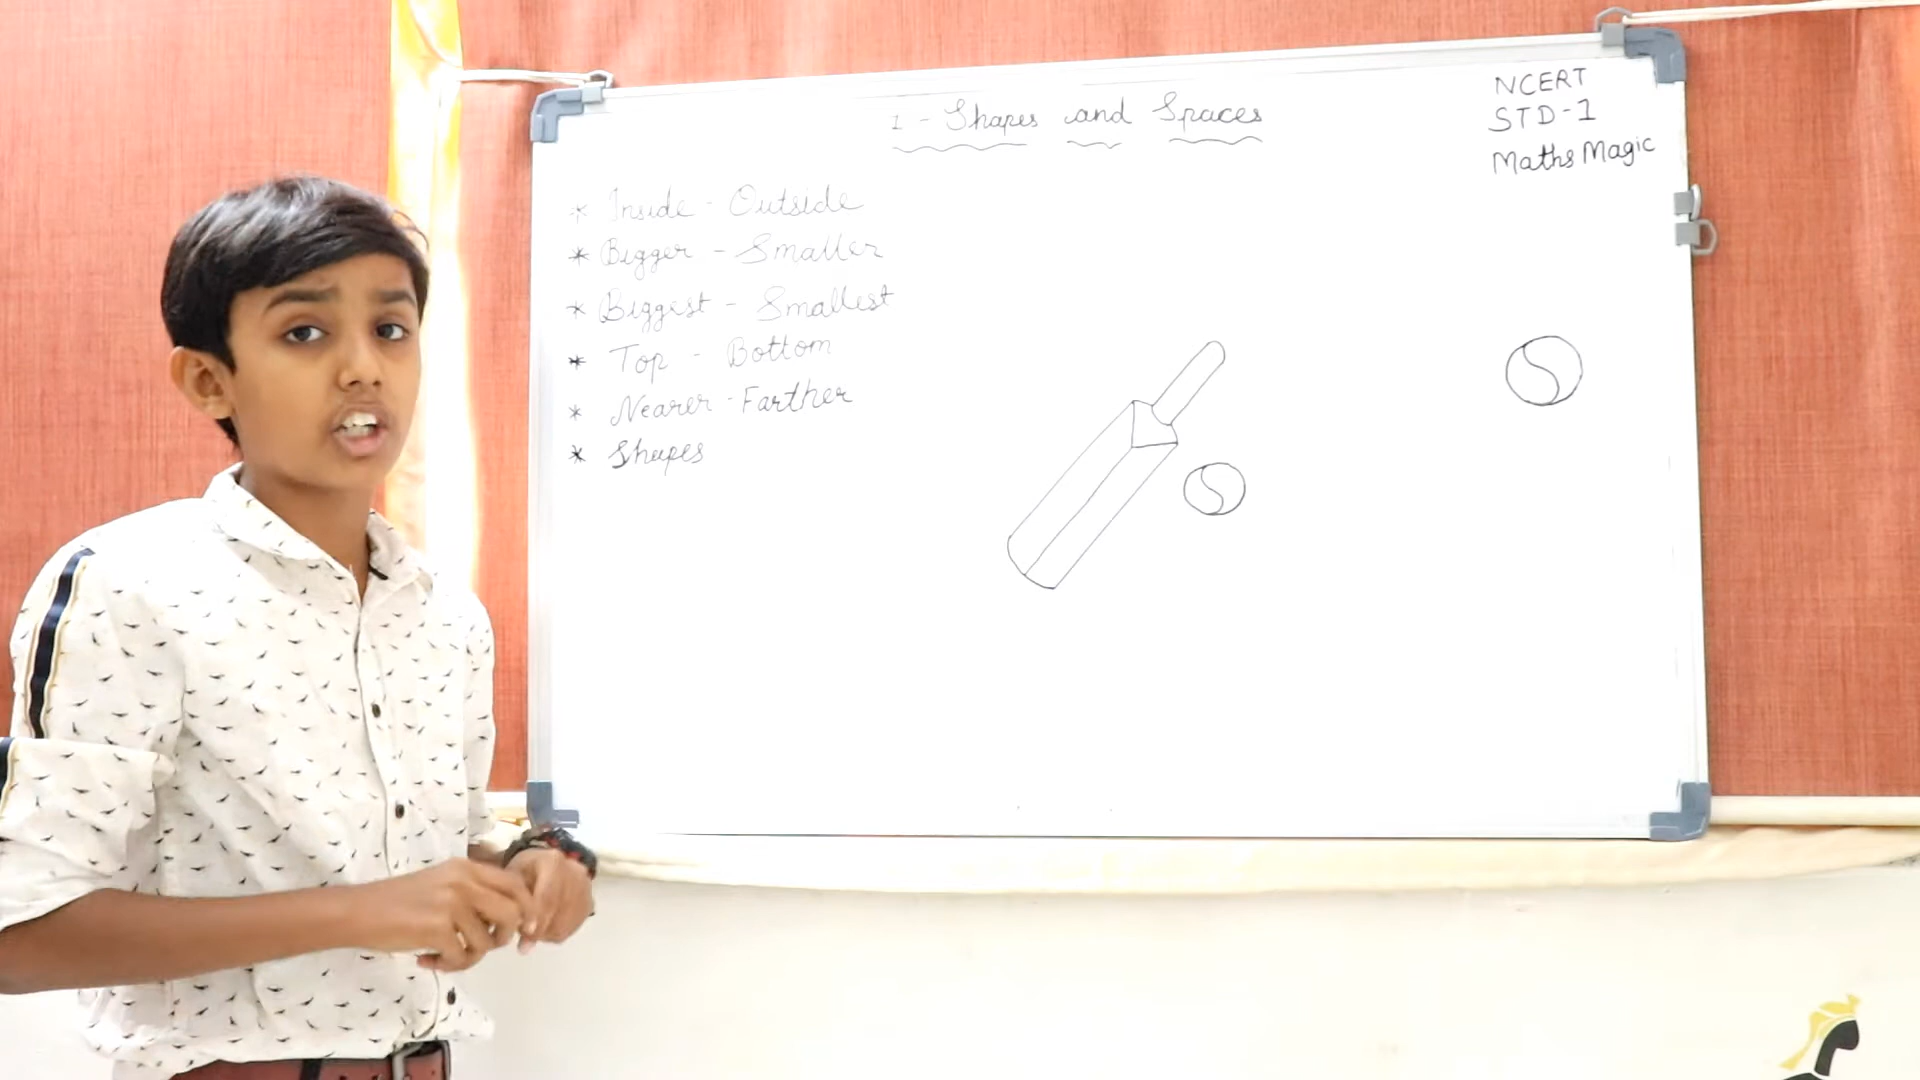 1 - Shapes and Spaces
NCERT
STD-1
Maths Magic
* Inside - Outside
* Bigger - Smaller
* Biggest - Smallest
* Top - Bottom
* Nearer - Farther
* Shapes